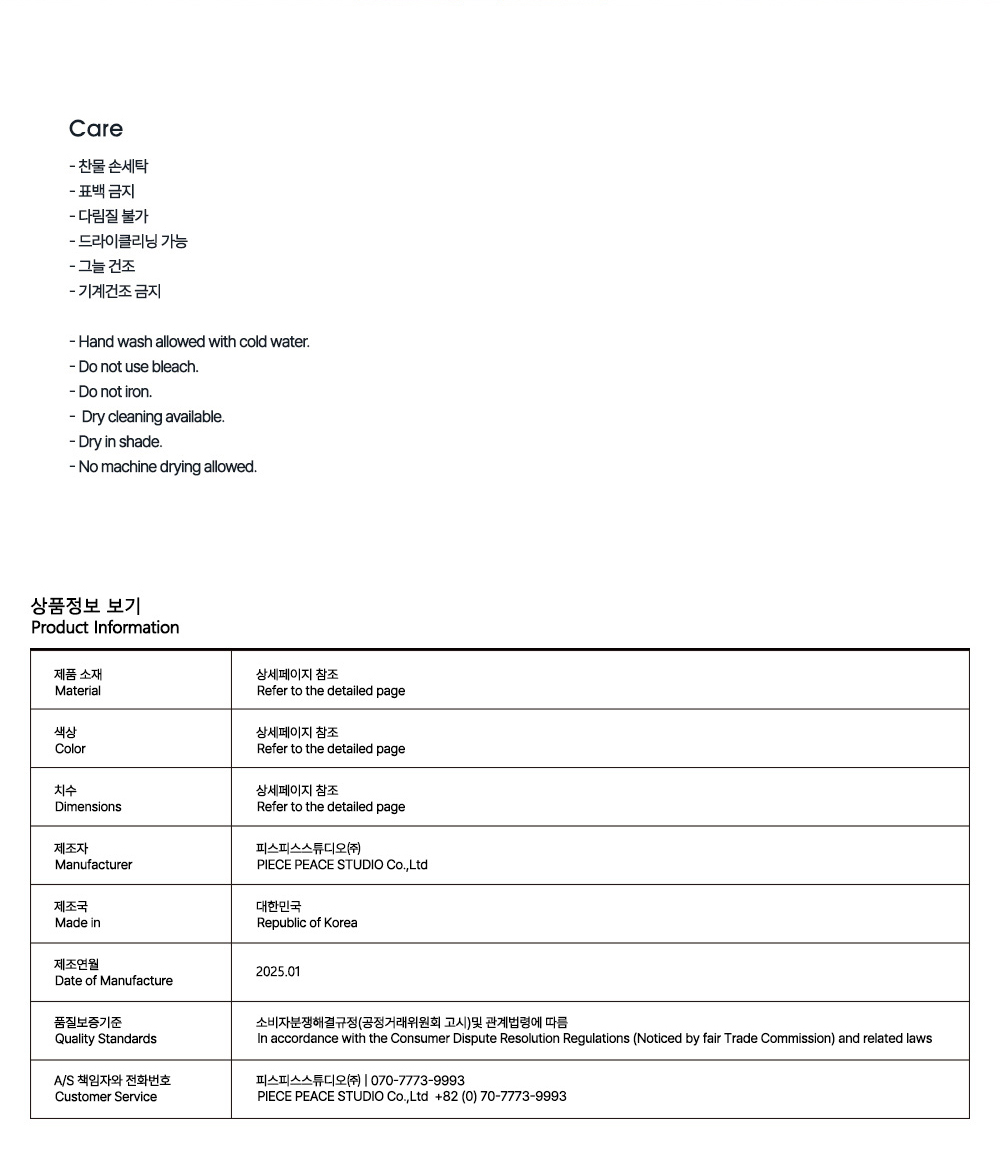 Care
- 찬물 손세탁
- 표백 금지
- 다림질 불가
- 드라이클리닝 가능
- 그늘 건조
- 기계건조 금지
- Hand wash allowed with cold water.
- Do not use bleach.
- Do not iron.
-  Dry cleaning available.
- Dry in shade.
- No machine drying allowed.
상품정보 보기
Product Information
제품 소재
Material
상세페이지 참조
Refer to the detailed page
색상
Color
상세페이지 참조
Refer to the detailed page
치수
Dimensions
상세페이지 참조
Refer to the detailed page
제조자
Manufacturer
피스피스스튜디오㈜
PIECE PEACE STUDIO Co.,Ltd
제조국
Made in
대한민국
Republic of Korea
제조연월
Date of Manufacture
2025.01
품질보증기준
Quality Standards
소비자분쟁해결규정(공정거래위원회 고시)및 관계법령에 따름
In accordance with the Consumer Dispute Resolution Regulations (Noticed by fair Trade Commission) and related laws
A/S 책임자와 전화번호
Customer Service
피스피스스튜디오㈜ | 070-7773-9993
PIECE PEACE STUDIO Co.,Ltd  +82 (0) 70-7773-9993